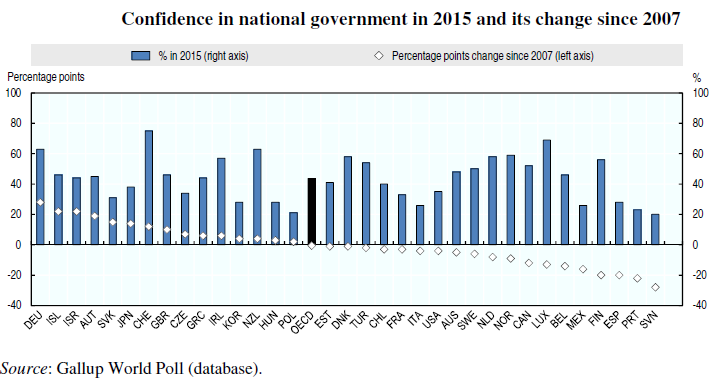 Confidence in national government in 2015 and its change since 2007
% in 2015 (right axis) Percentage points change since 2007 (left axis)
Percentage points %
100 100
80 80
60 60
40 40
20 20
0 0
-20 -20
-40 -40
DEU ISL ISR AUT SVK JPN CHE GBR CZE GRC IRL KOR NZL HUN POL OECD EST DNK TUR CHL FRA ITA USA AUS SWE NLD NOR CAN LUX BEL MEX FIN ESP PRT SVN
Source: Gallup World Poll (database).